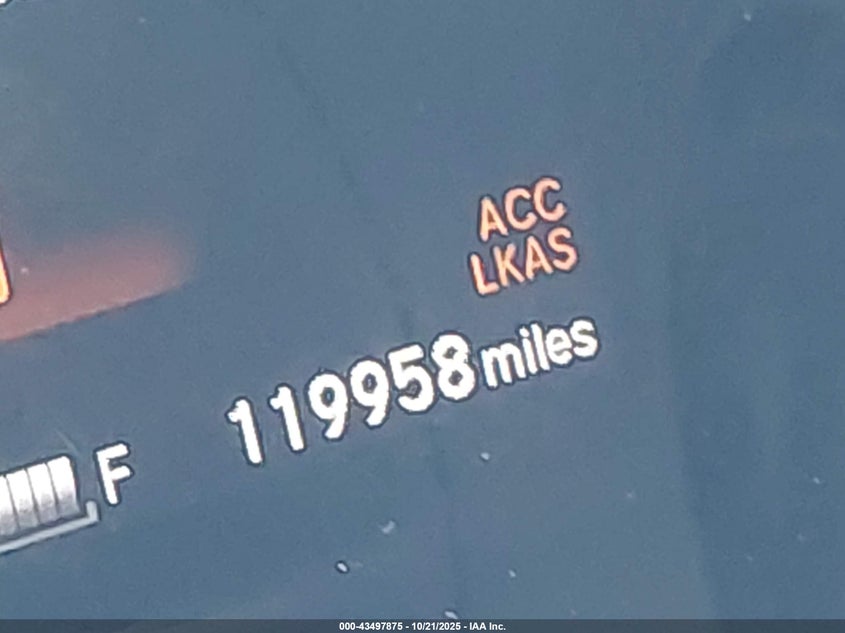 ACC
LKAS
119958 miles
F
000-43497875 - 10/21/2025 - IAA Inc.